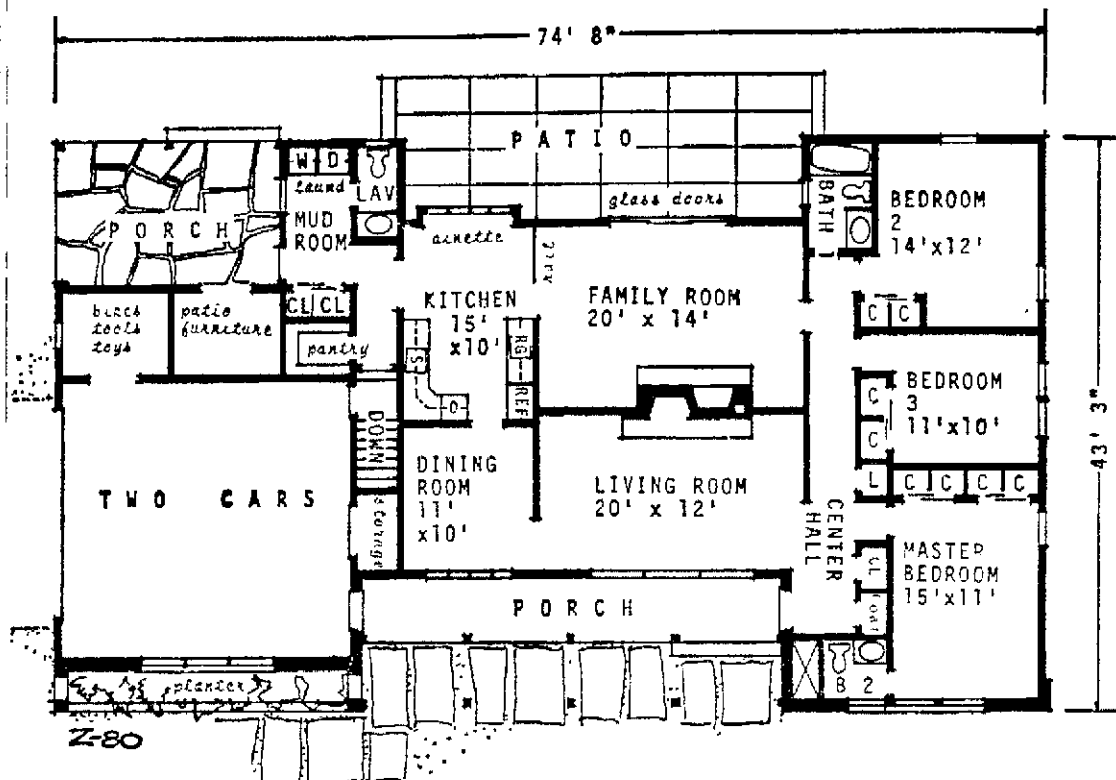 74' 8"
PATIO
W D
Laund
LAV
MUD
ROOM
PORCH
glass doors
BATH
BEDROOM
2
14'x12'
CL CL
pantry
tools
toys
patio
furniture
KITCHEN
15'
x10'
S
RG
REF
FAMILY ROOM
20' x 14'
C C
BEDROOM
3
11'x10'
C
C
L
C C C C
43' 3"
DOWN
DINING
ROOM
11'
x10'
LIVING ROOM
20' x 12'
TWO CARS
storage
CENTER
HALL
CL
MASTER
BEDROOM
15'x11'
PORCH
B 2
planter
Z-80